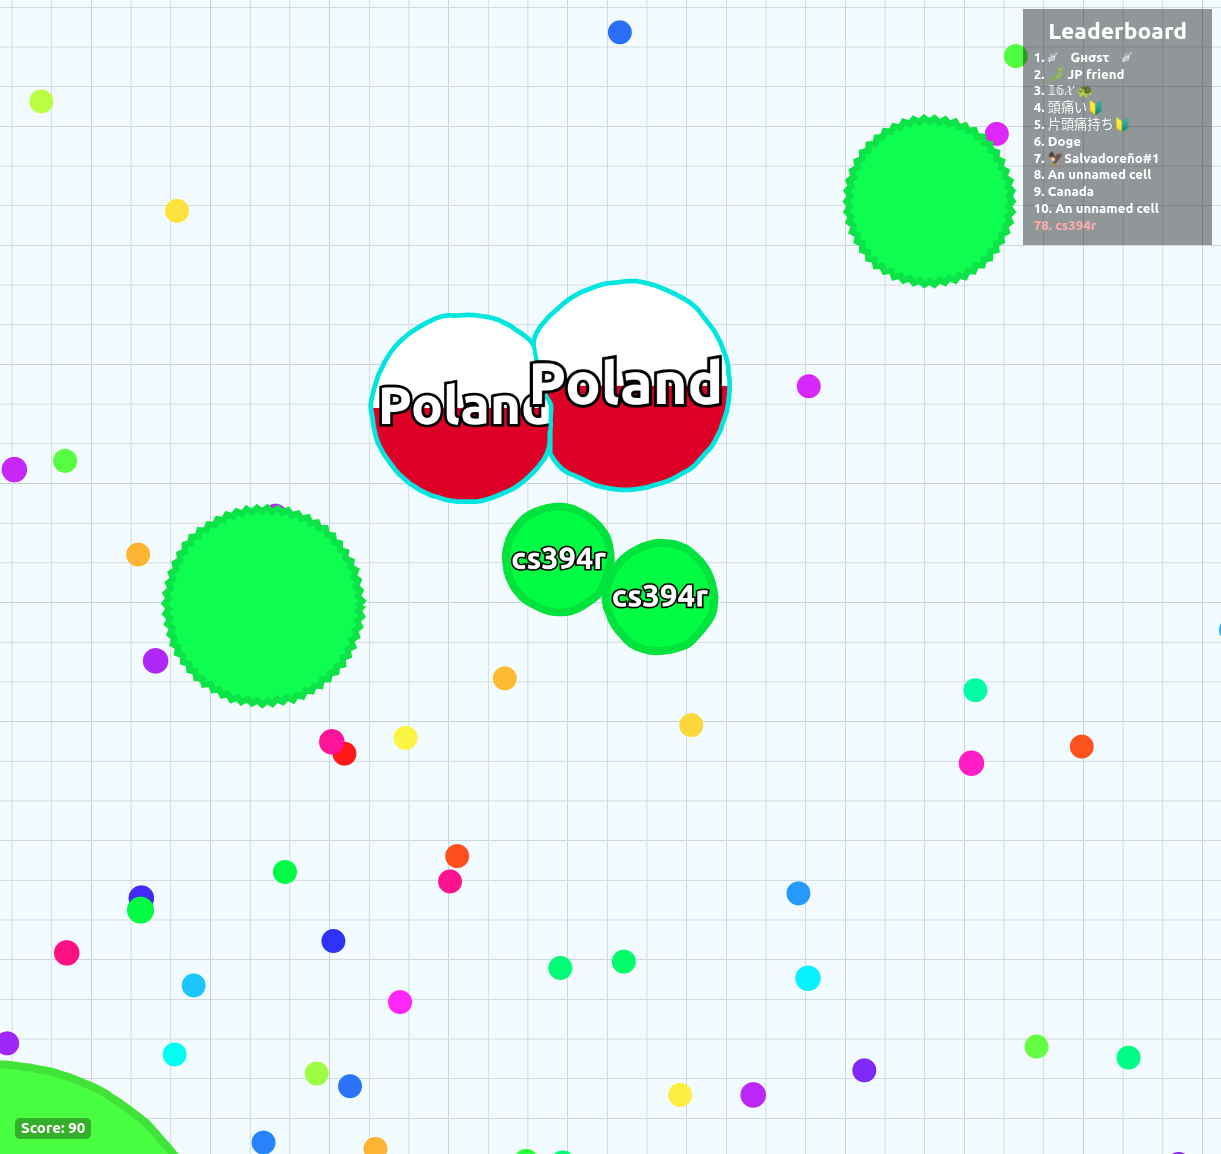 Leaderboard
1. Gнσsт
2. JP friend
3. 𝟙𝟞.𝒳 🐢
4. 頭痛い🔰
5. 片頭痛持ち🔰
6. Doge
7. 🦅Salvadoreño#1
8. An unnamed cell
9. Canada
10. An unnamed cell
78. cs394r
Poland
Poland
cs394r
cs394r
Score: 90